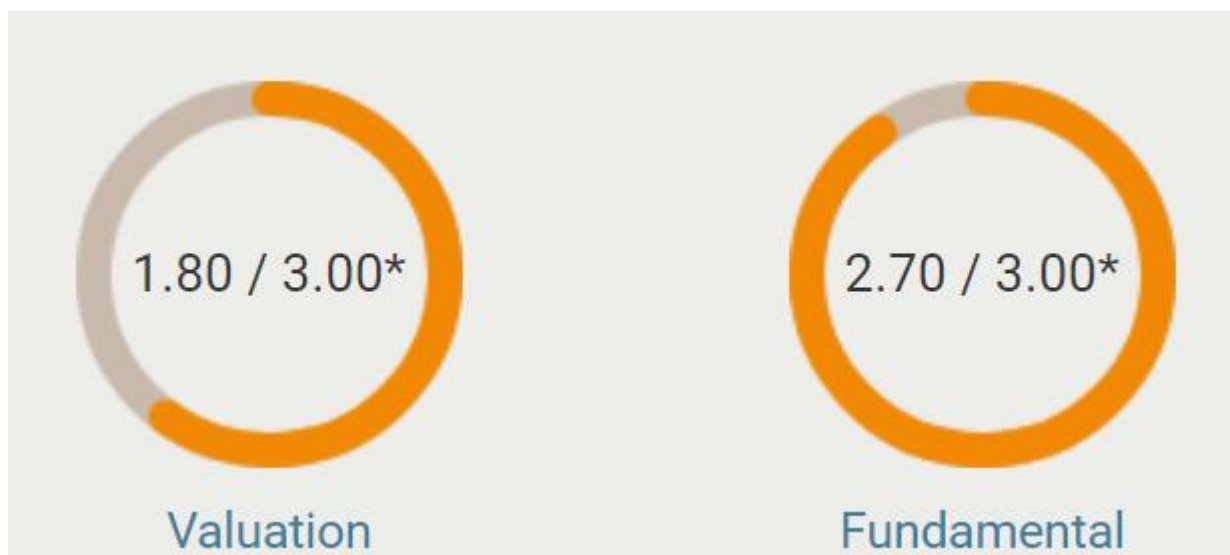 1.80 / 3.00*
2.70 / 3.00*
Valuation
Fundamental